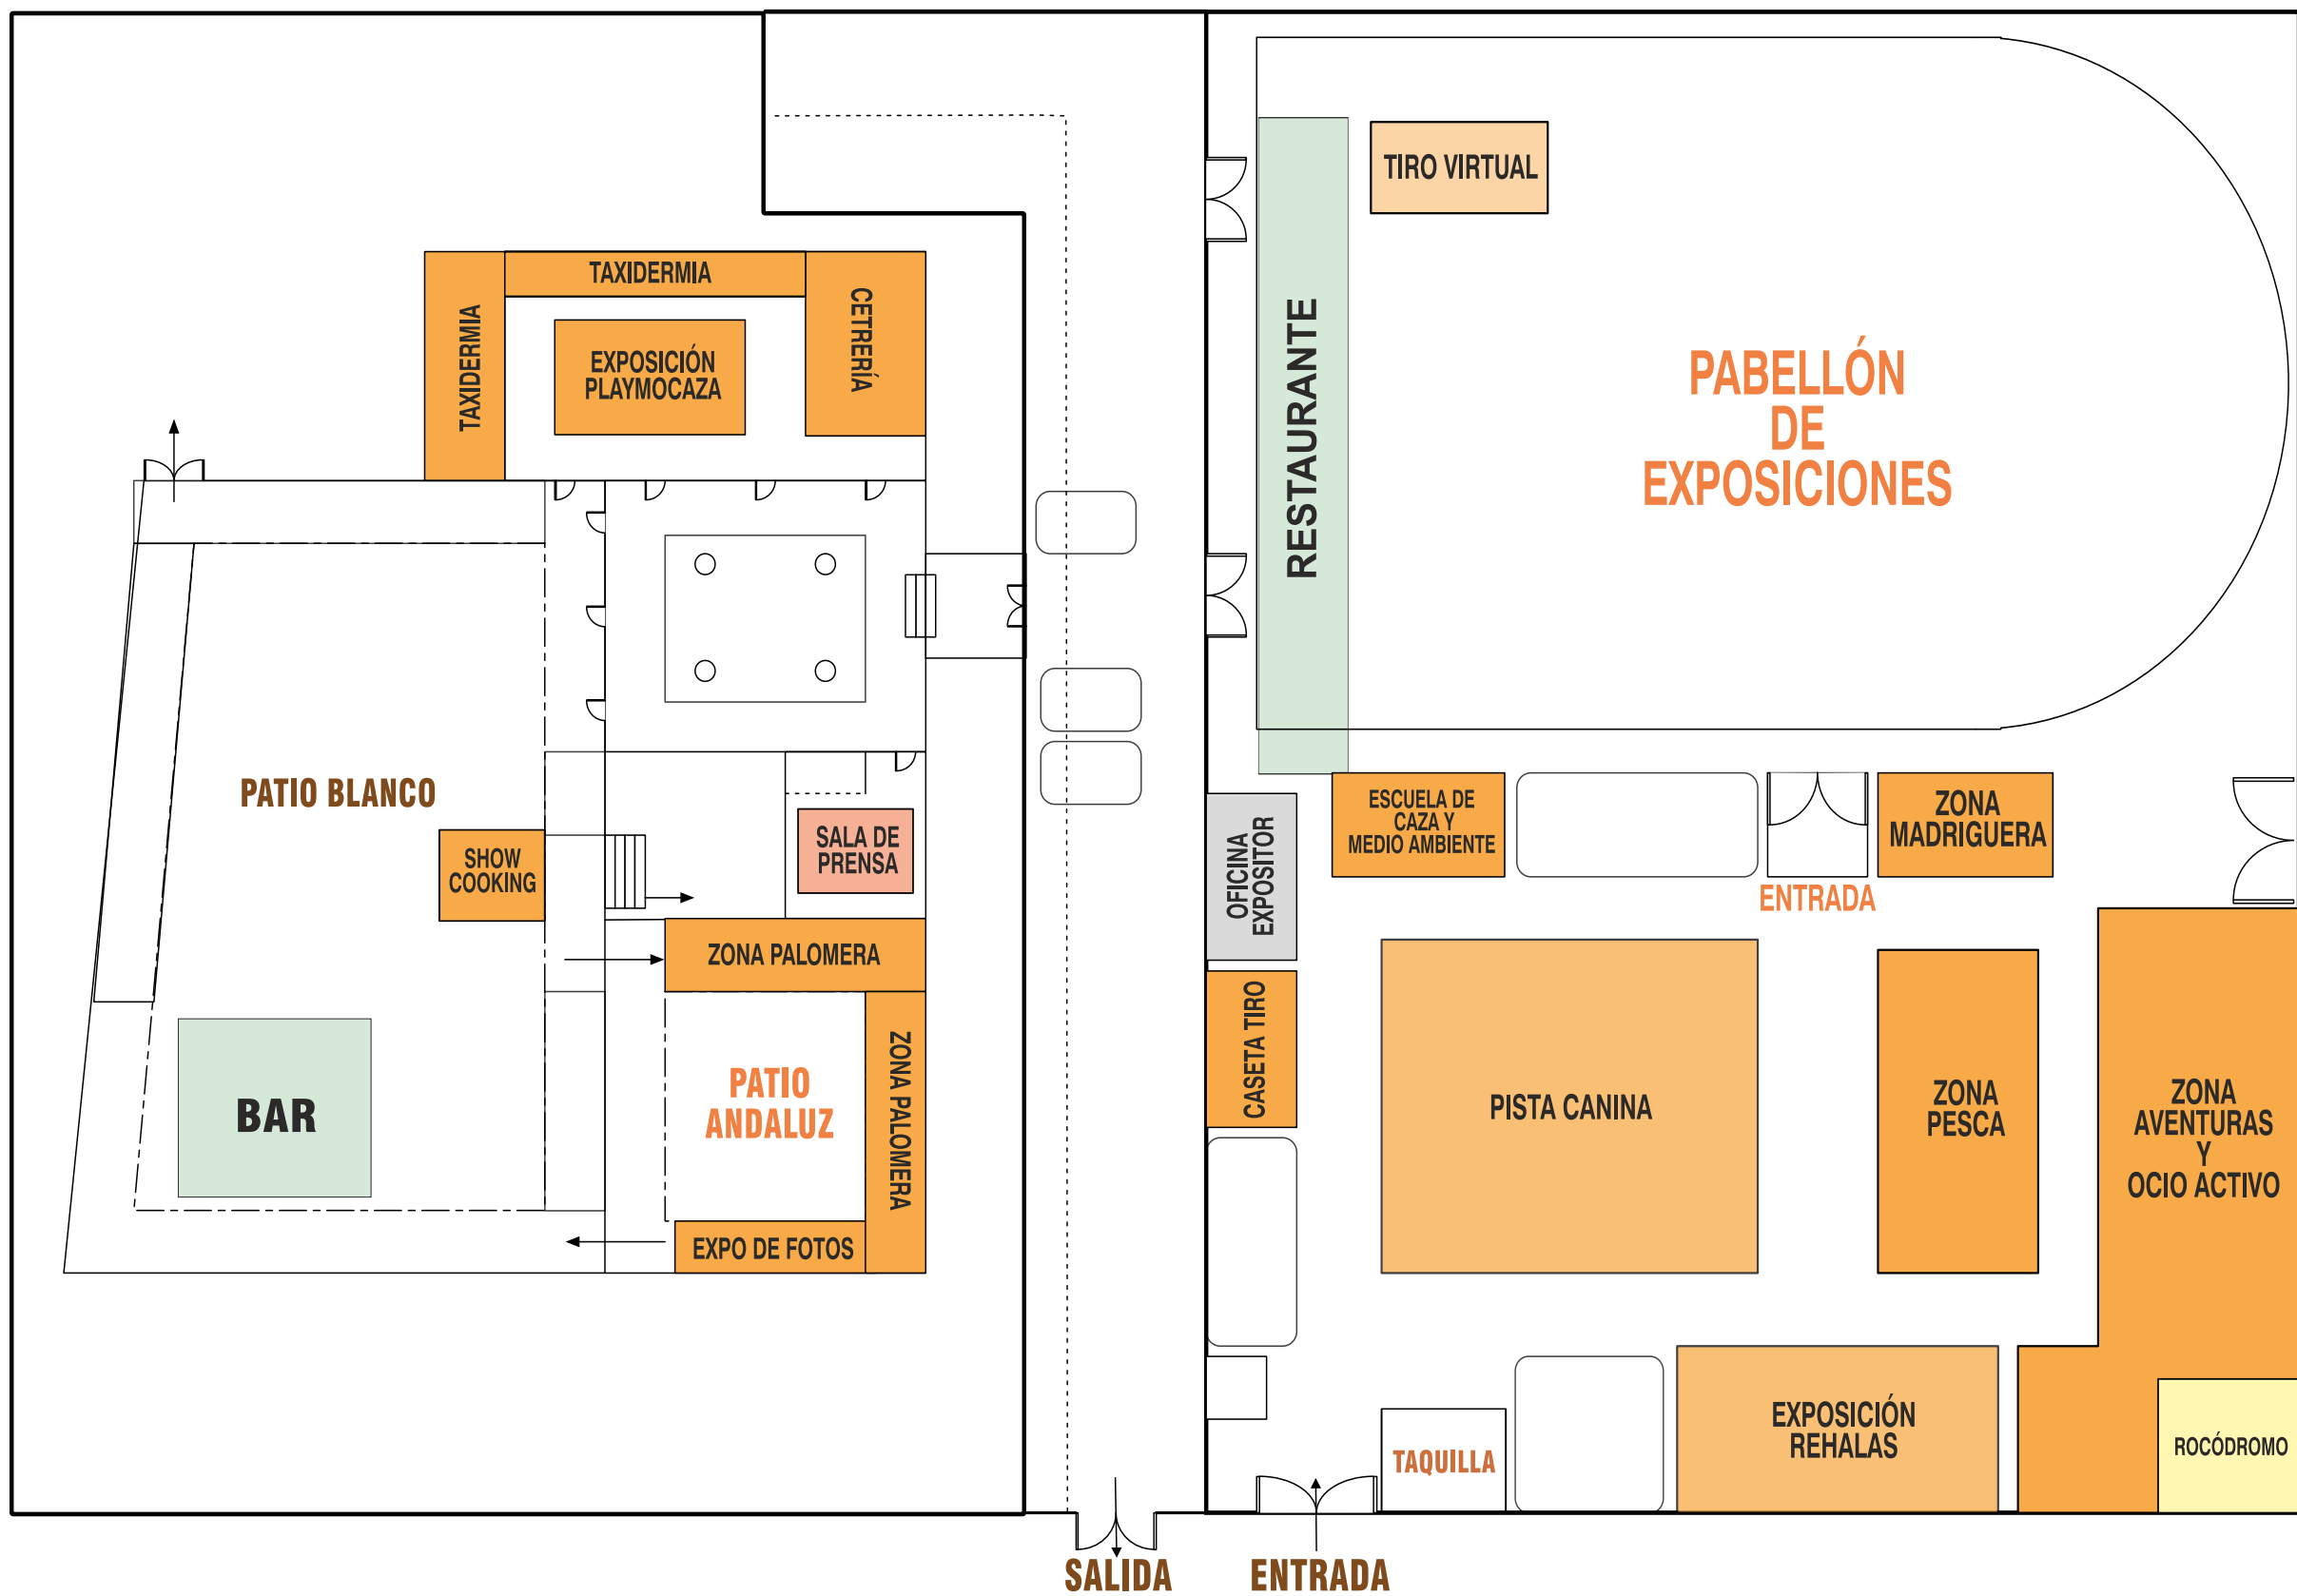 TIRO VIRTUAL
TAXIDERMIA
TAXIDERMIA
CETRERÍA
EXPOSICIÓN
PLAYMOCAZA
RESTAURANTE
PABELLÓN
DE
EXPOSICIONES
PATIO BLANCO
SHOW
COOKING
SALA DE
PRENSA
ESCUELA DE
CAZA Y
MEDIO AMBIENTE
ZONA
MADRIGUERA
ENTRADA
OFICINA
EXPOSITOR
ZONA PALOMERA
CASETA TIRO
BAR
PATIO
ANDALUZ
ZONA PALOMERA
PISTA CANINA
ZONA
PESCA
ZONA
AVENTURAS
Y
OCIO ACTIVO
EXPO DE FOTOS
TAQUILLA
EXPOSICIÓN
REHALAS
ROCÓDROMO
SALIDA
ENTRADA